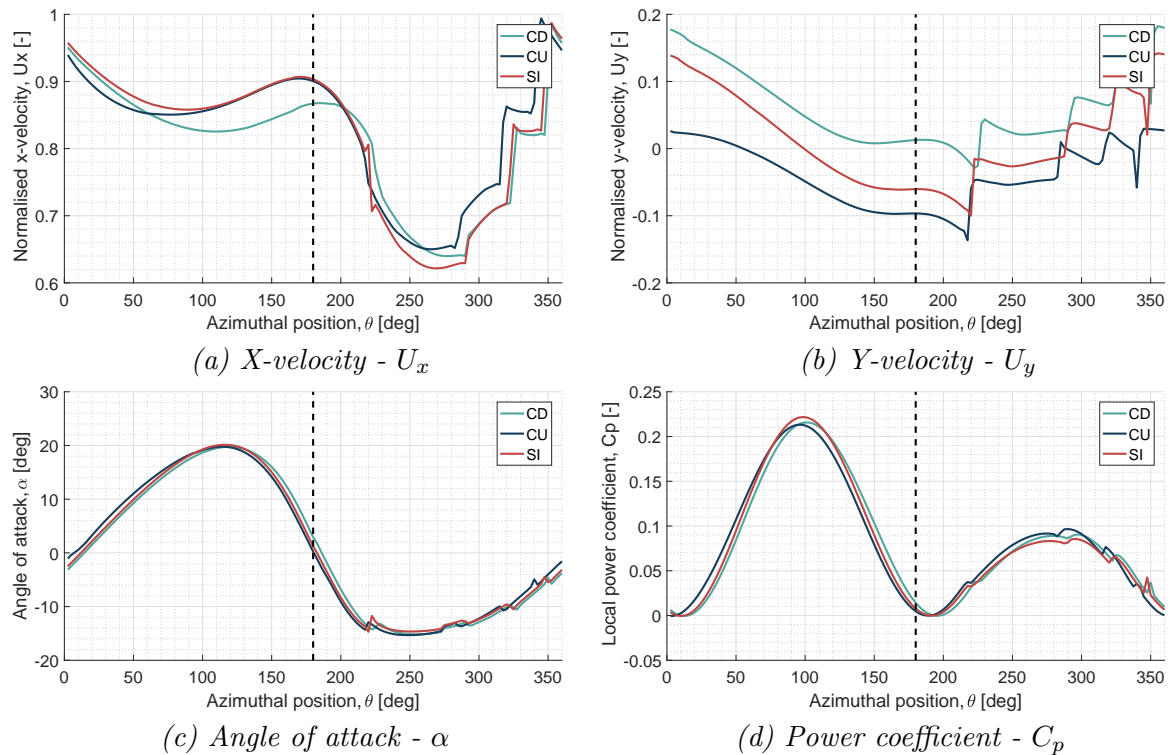 Normalised x-velocity, Ux [-]
1
0.9
0.8
0.7
0.6
0 50 100 150 200 250 300 350
Azimuthal position, θ [deg]
CD
CU
SI
(a) X-velocity - Uₓ
Normalised y-velocity, Uy [-]
0.2
0.1
0
-0.1
-0.2
0 50 100 150 200 250 300 350
Azimuthal position, θ [deg]
CD
CU
SI
(b) Y-velocity - U_y
Angle of attack, α [deg]
30
20
10
0
-10
-20
0 50 100 150 200 250 300 350
Azimuthal position, θ [deg]
CD
CU
SI
(c) Angle of attack - α
Local power coefficient, Cp [-]
0.25
0.2
0.15
0.1
0.05
0
-0.05
0 50 100 150 200 250 300 350
Azimuthal position, θ [deg]
CD
CU
SI
(d) Power coefficient - C_p